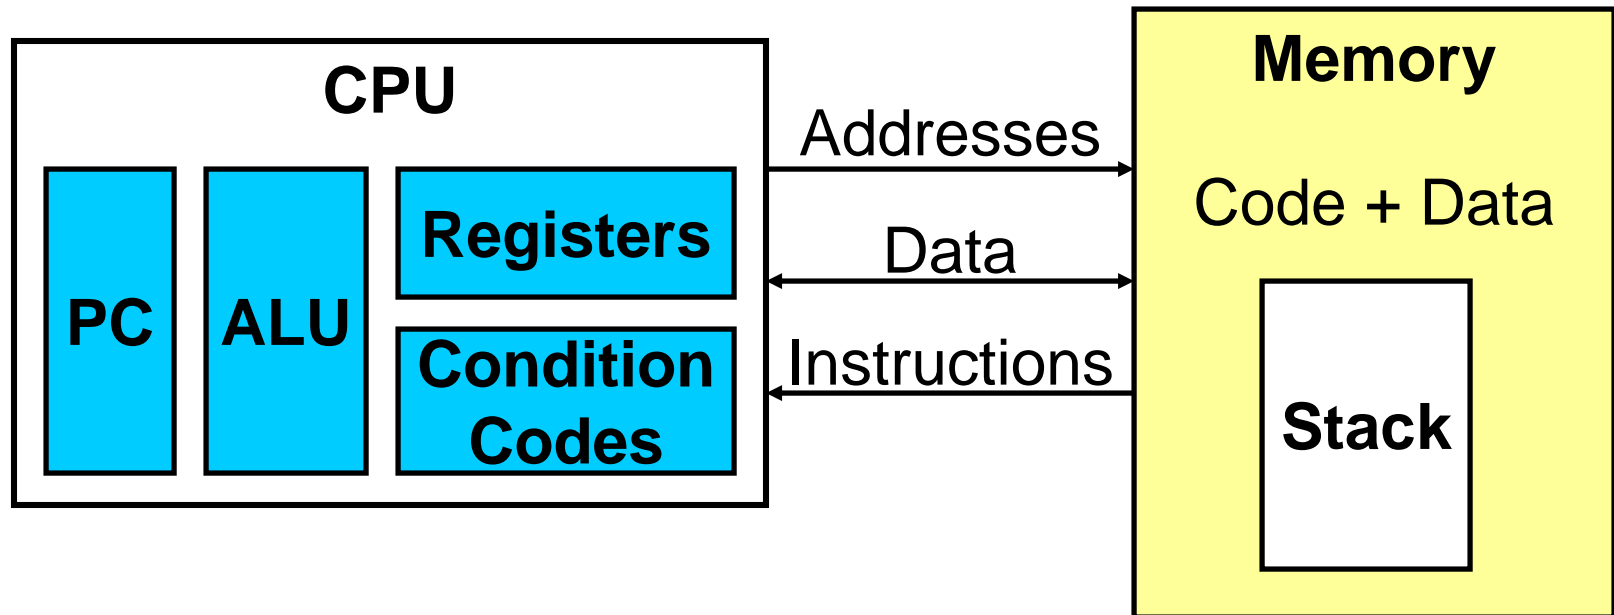 CPU
PC
ALU
Registers
Condition
Codes
Addresses
Data
Instructions
Memory
Code + Data
Stack